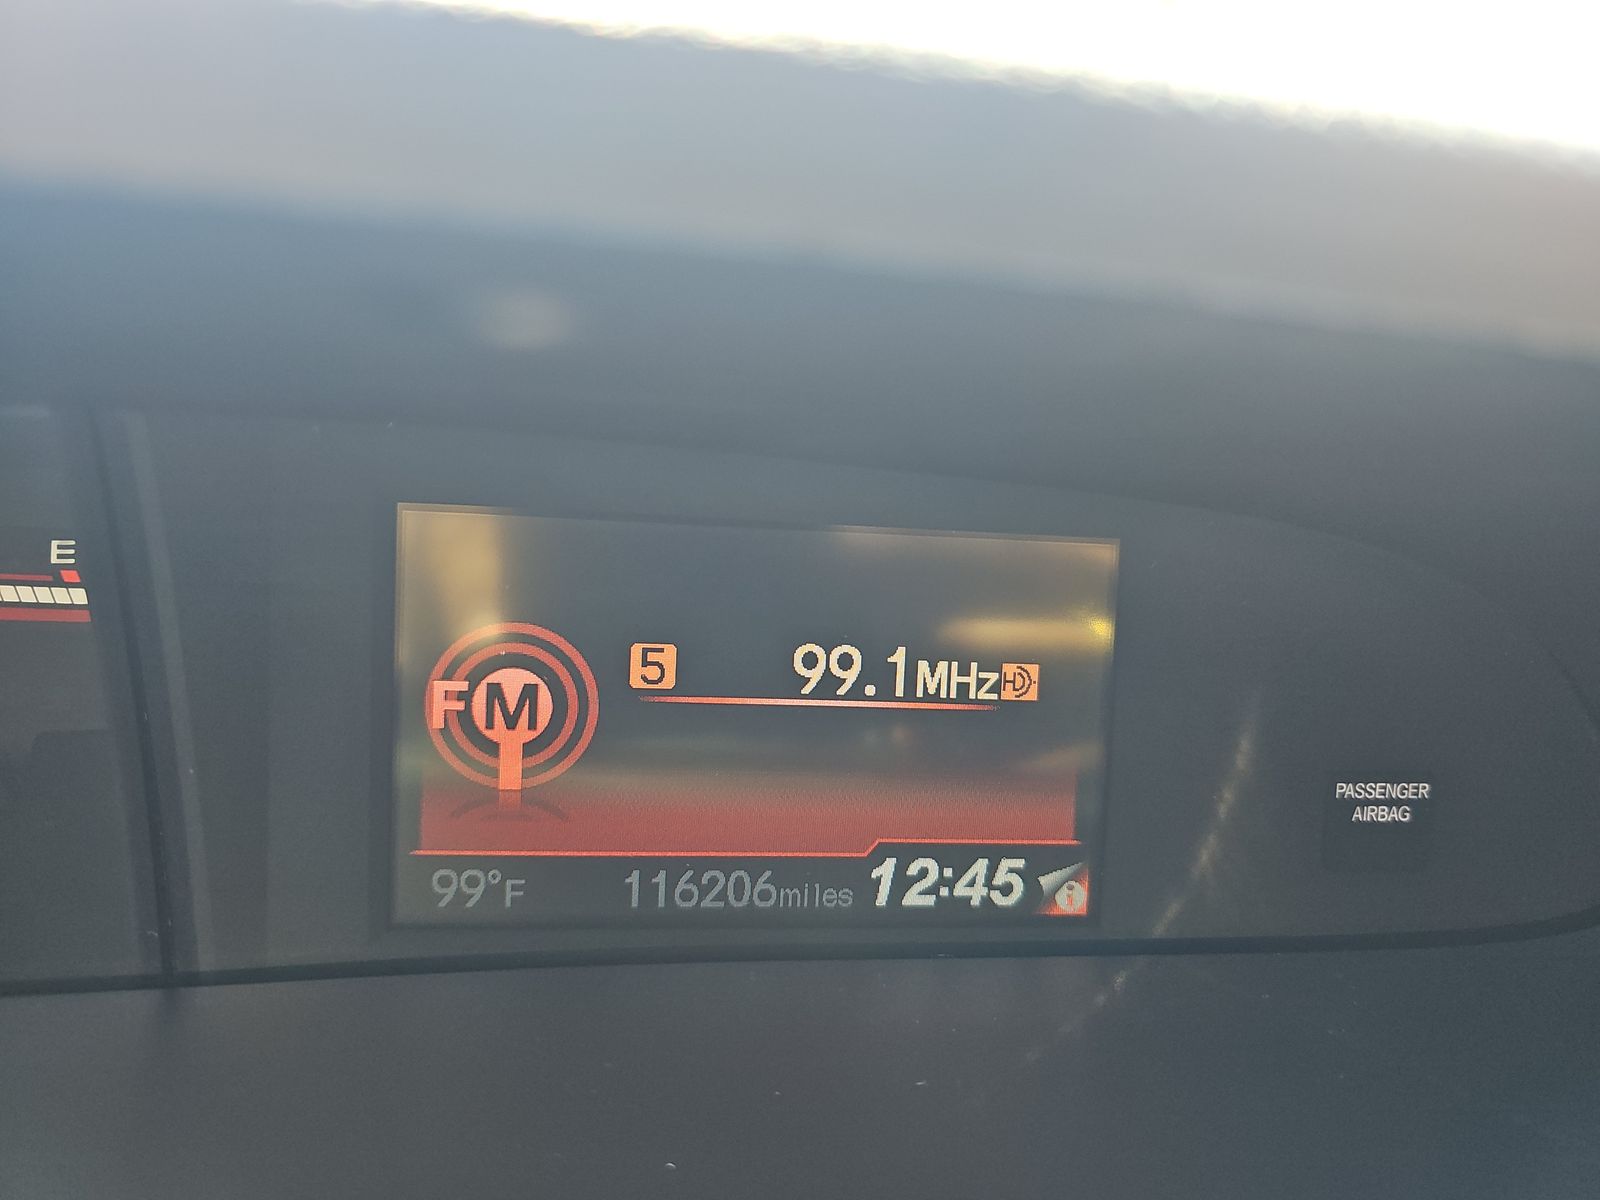 E
FM 5 99.1MHz HD
99°F 116206miles 12:45 i
PASSENGER
AIRBAG